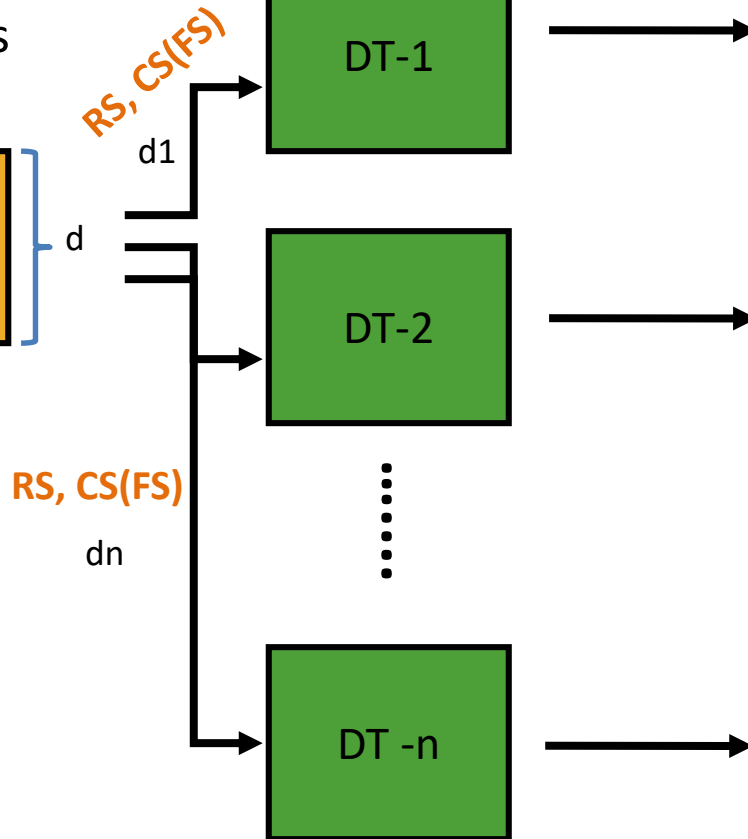 S
RS, CS(FS)
DT-1
d1
d
DT-2
RS, CS(FS)
dn
DT -n